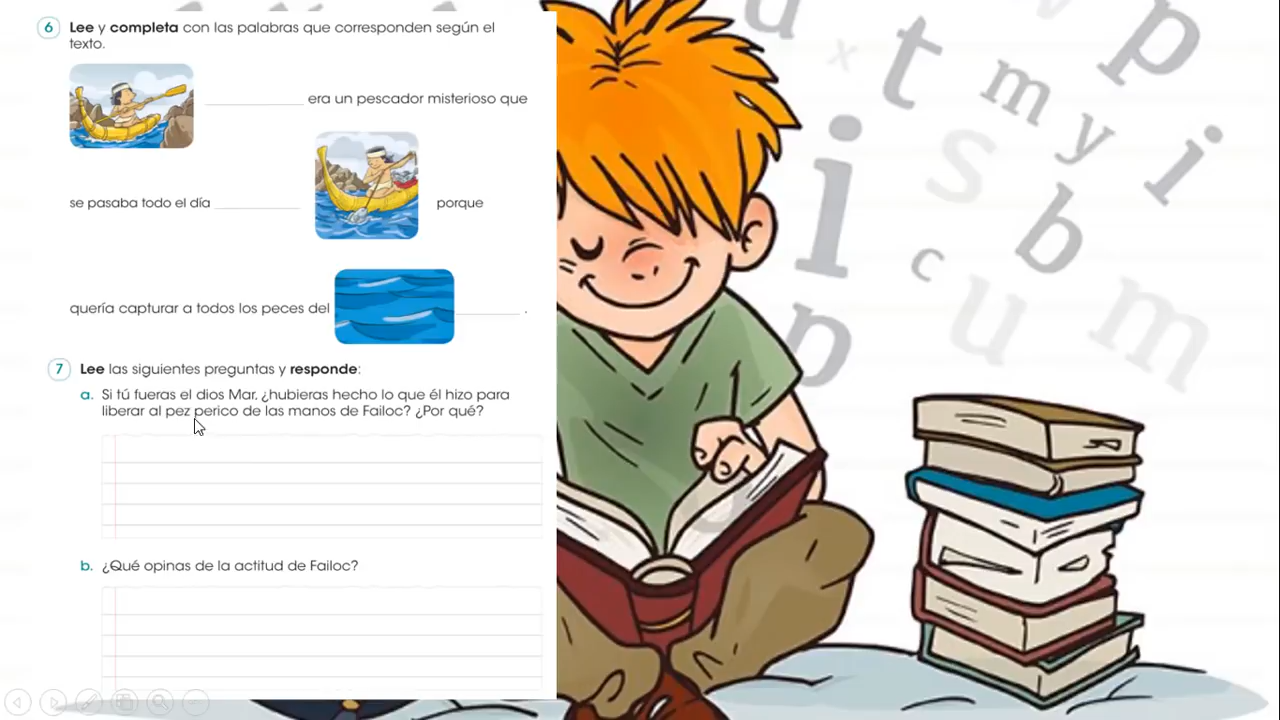 6 Lee y completa con las palabras que corresponden según el
texto.
____________ era un pescador misterioso que
se pasaba todo el día __________ porque
quería capturar a todos los peces del ________ .
7 Lee las siguientes preguntas y responde:
a. Si tú fueras el dios Mar, ¿hubieras hecho lo que él hizo para
liberar al pez perico de las manos de Failoc? ¿Por qué?
b. ¿Qué opinas de la actitud de Failoc?
u t x m y i p
s i b
c u m
p